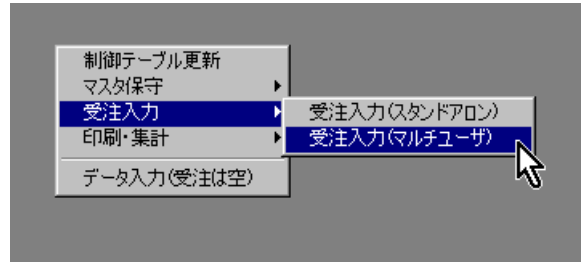 制御テーブル更新
マスタ保守
受注入力
印刷・集計
データ入力(受注は空)
受注入力(スタンドアロン)
受注入力(マルチユーザ)